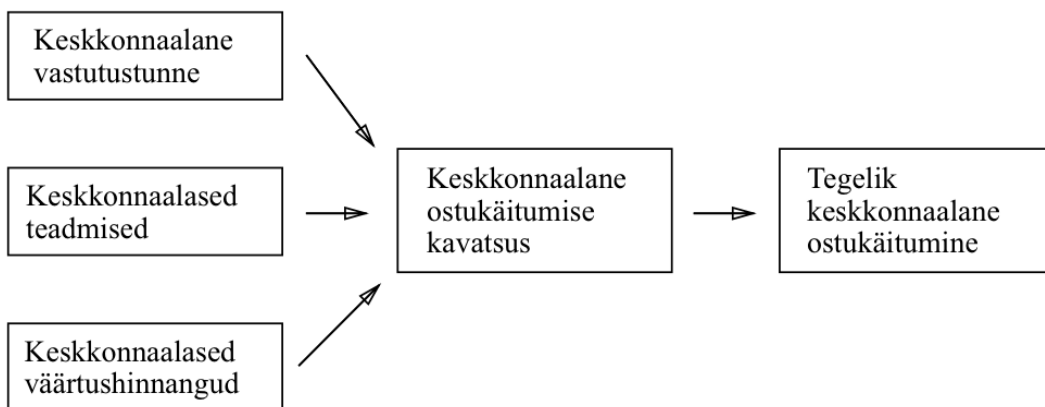 Keskkonnaalane
vastutustunne
Keskkonnaalased
teadmised
Keskkonnaalased
väärtushinnangud
Keskkonnaalane
ostukäitumise
kavatsus
Tegelik
keskkonnaalane
ostukäitumine